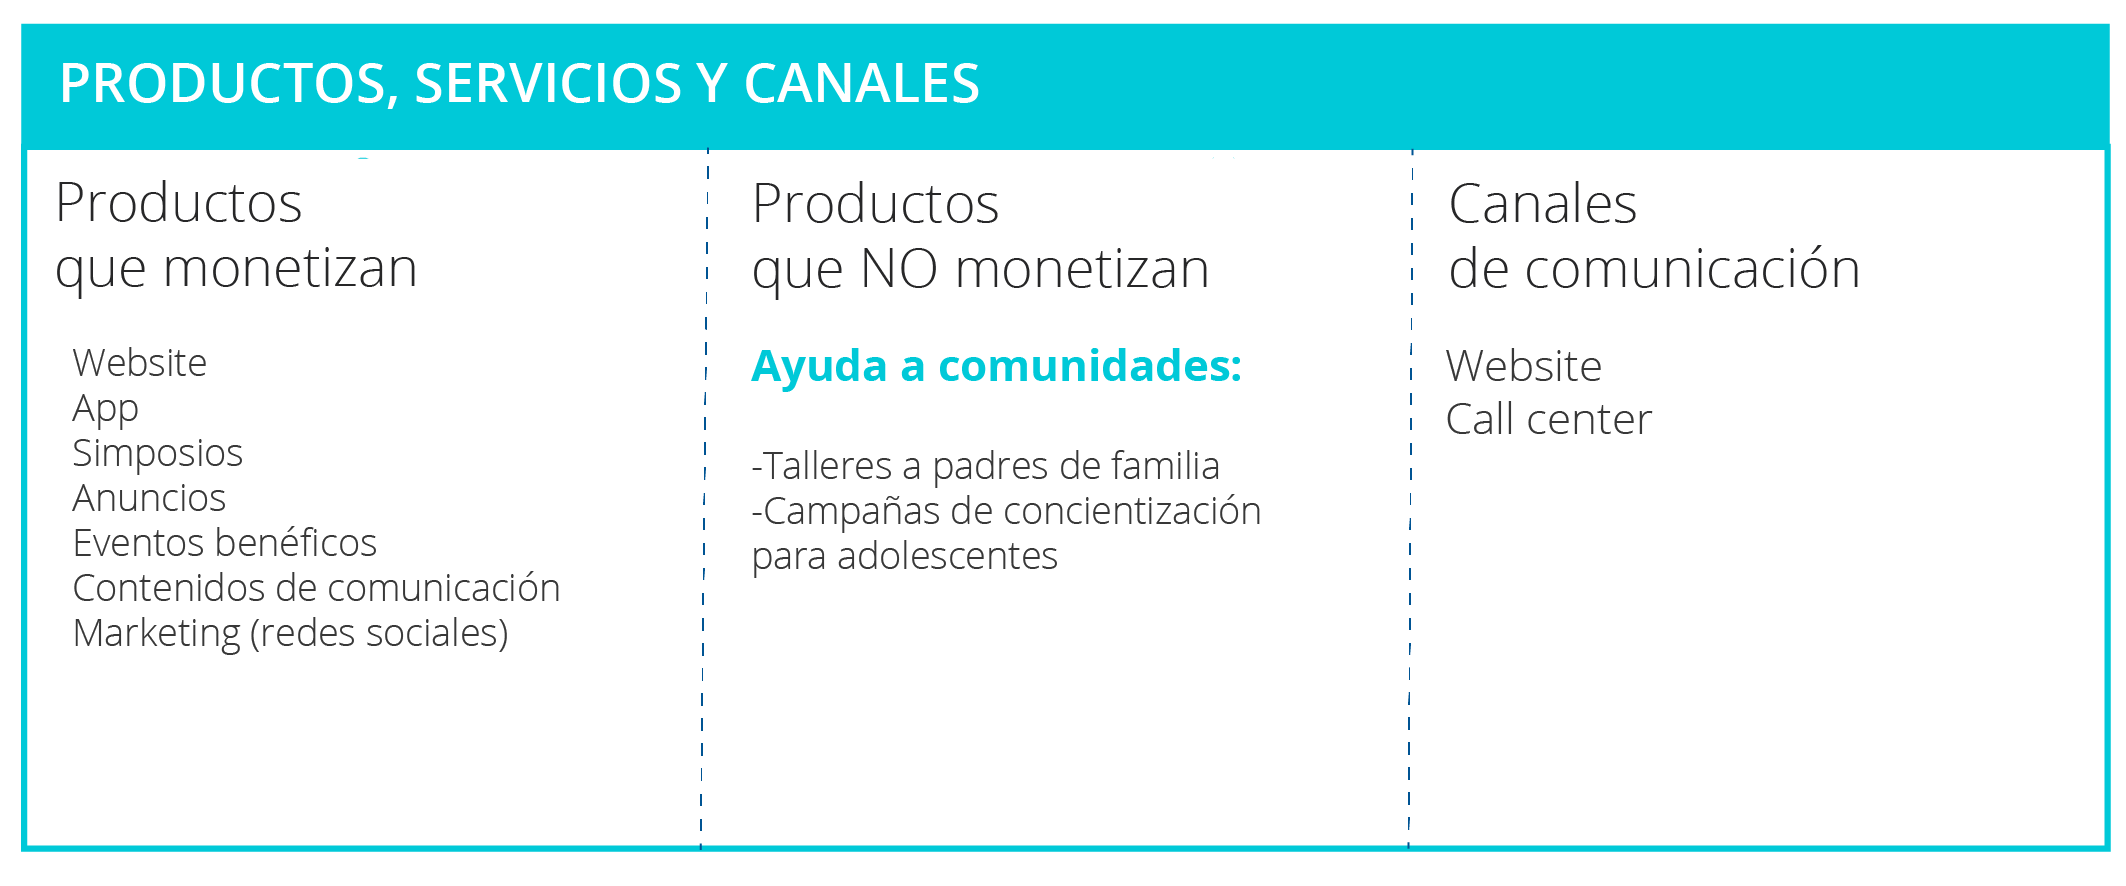 PRODUCTOS, SERVICIOS Y CANALES
Productos
que monetizan
Website
App
Simposios
Anuncios
Eventos benéficos
Contenidos de comunicación
Marketing (redes sociales)
Productos
que NO monetizan
Ayuda a comunidades:
-Talleres a padres de familia
-Campañas de concientización
para adolescentes
Canales
de comunicación
Website
Call center